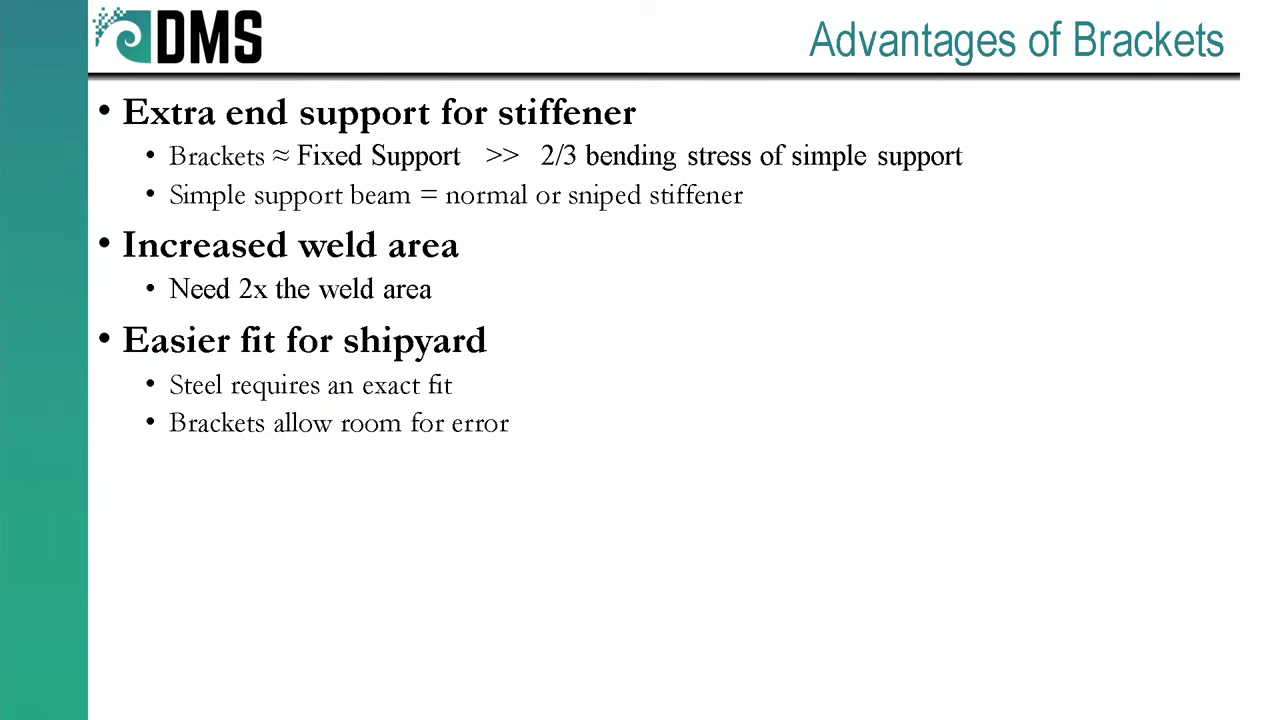 DMS
Advantages of Brackets
• Extra end support for stiffener
• Brackets ≈ Fixed Support >> 2/3 bending stress of simple support
• Simple support beam = normal or sniped stiffener
• Increased weld area
• Need 2x the weld area
• Easier fit for shipyard
• Steel requires an exact fit
• Brackets allow room for error